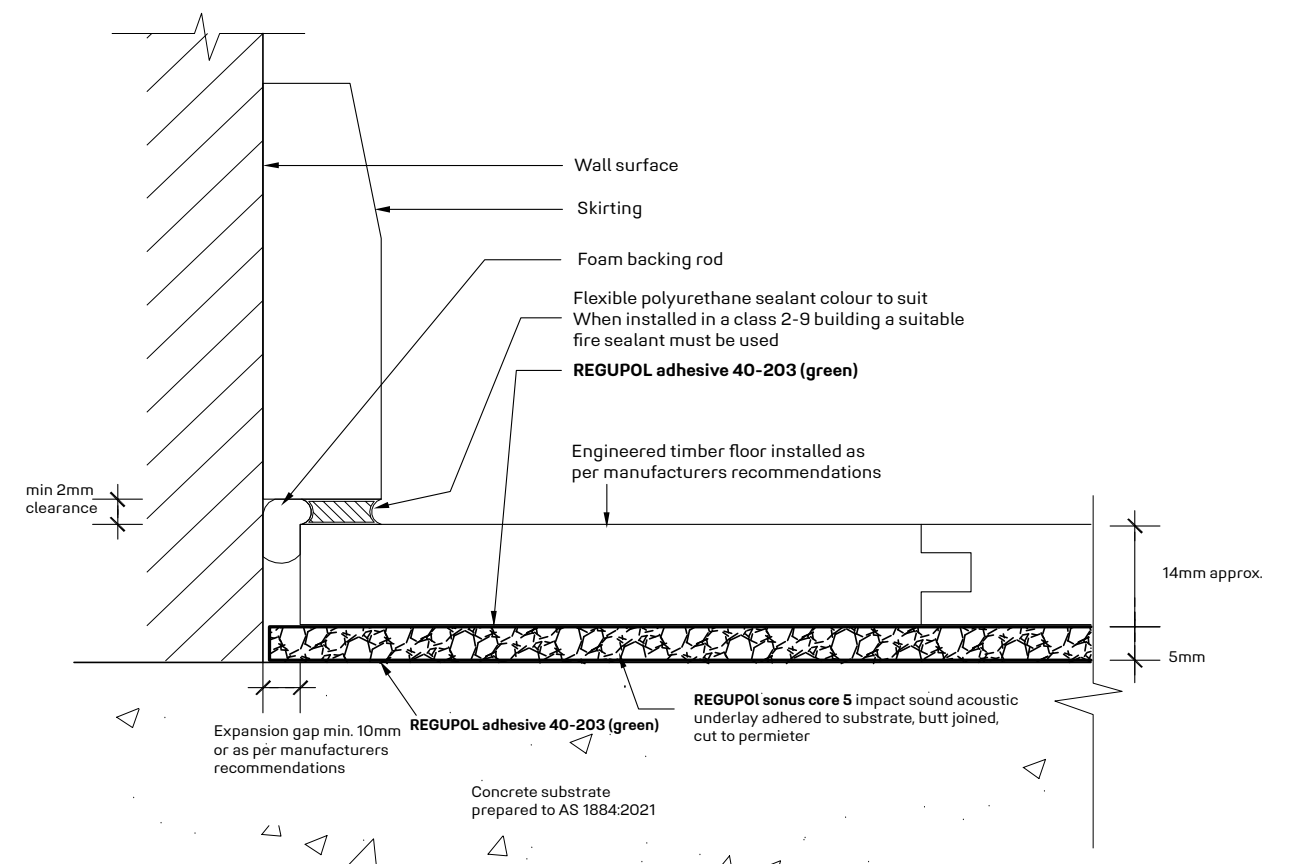 Wall surface
Skirting
Foam backing rod
Flexible polyurethane sealant colour to suit
When installed in a class 2-9 building a suitable
fire sealant must be used
REGUPOL adhesive 40-203 (green)
Engineered timber floor installed as
per manufacturers recommendations
min 2mm
clearance
14mm approx.
5mm
REGUPOl sonus core 5 impact sound acoustic
underlay adhered to substrate, butt joined,
cut to permieter
REGUPOL adhesive 40-203 (green)
Expansion gap min. 10mm
or as per manufacturers
recommendations
Concrete substrate
prepared to AS 1884:2021